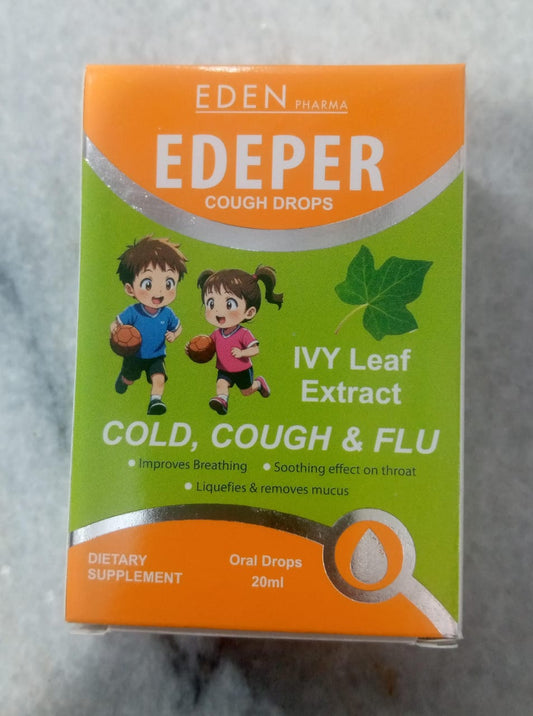 EDEN PHARMA
EDEPER
COUGH DROPS
IVY Leaf
Extract
COLD, COUGH & FLU
• Improves Breathing • Soothing effect on throat
• Liquefies & removes mucus
DIETARY
SUPPLEMENT
Oral Drops
20ml